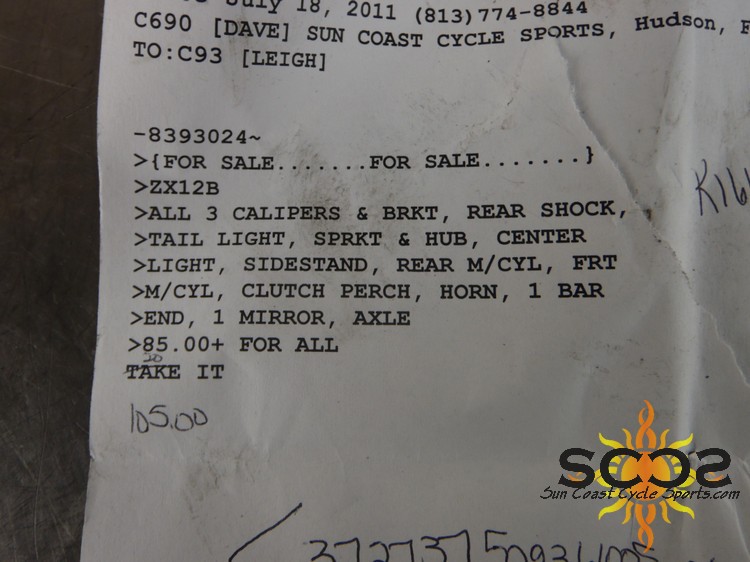 July 18, 2011 (813)774-8844
C690 [DAVE] SUN COAST CYCLE SPORTS, Hudson, F
TO:C93 [LEIGH]
-8393024~
>{FOR SALE.......FOR SALE.......}
>ZX12B
>ALL 3 CALIPERS & BRKT, REAR SHOCK,
>TAIL LIGHT, SPRKT & HUB, CENTER
>LIGHT, SIDESTAND, REAR M/CYL, FRT
>M/CYL, CLUTCH PERCH, HORN, 1 BAR
>END, 1 MIRROR, AXLE
>85.00+ FOR ALL
20
TAKE IT
105.00
SCCS
Sun Coast Cycle Sports.com